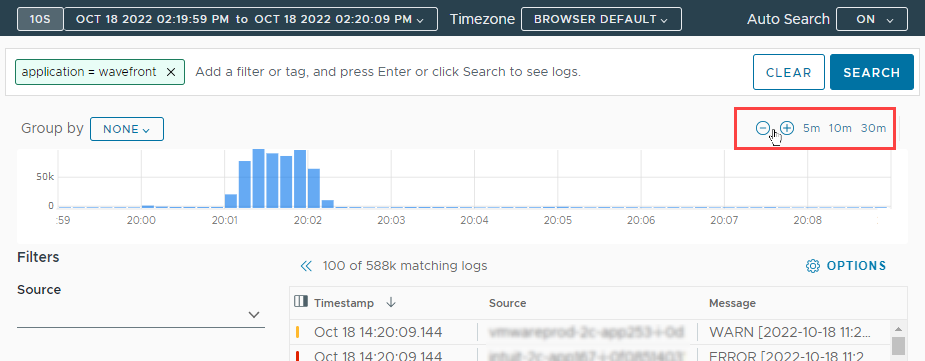 10S OCT 18 2022 02:19:59 PM to OCT 18 2022 02:20:09 PM Timezone BROWSER DEFAULT Auto Search ON
application = wavefront × Add a filter or tag, and press Enter or click Search to see logs. CLEAR SEARCH
Group by NONE 5m 10m 30m
50k
0
:59 20:00 20:01 20:02 20:03 20:04 20:05 20:06 20:07 20:08
Filters
100 of 588k matching logs OPTIONS
Source
Timestamp Source Message
Oct 18 14:20:09.144 WARN [2022-10-18 11:2...
Oct 18 14:20:09.144 ERROR [2022-10-18 11:2